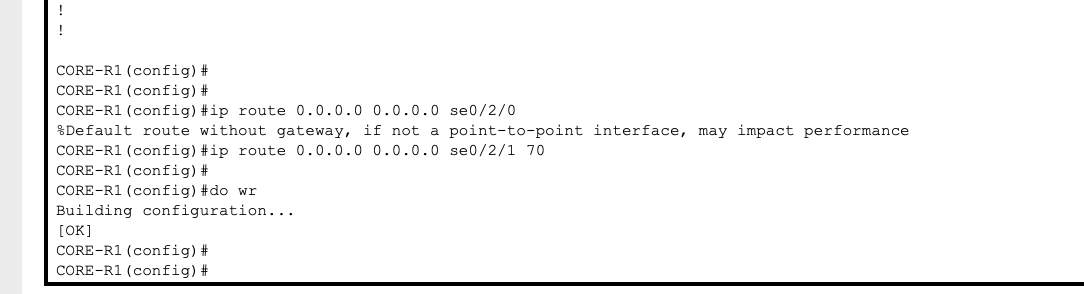 !
!
CORE-R1(config)#
CORE-R1(config)#
CORE-R1(config)#ip route 0.0.0.0 0.0.0.0 se0/2/0
%Default route without gateway, if not a point-to-point interface, may impact performance
CORE-R1(config)#ip route 0.0.0.0 0.0.0.0 se0/2/1 70
CORE-R1(config)#
CORE-R1(config)#do wr
Building configuration...
[OK]
CORE-R1(config)#
CORE-R1(config)#